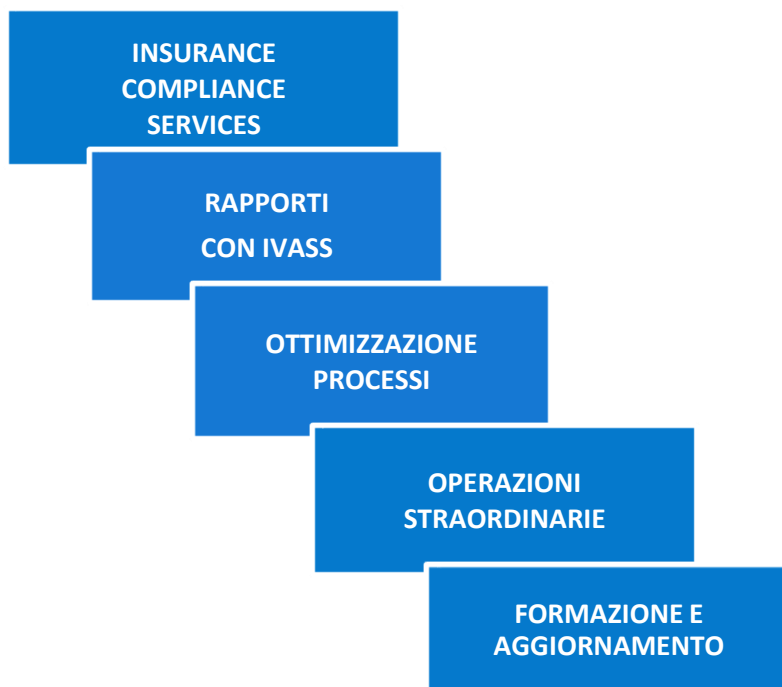 INSURANCE
COMPLIANCE
SERVICES
RAPPORTI
CON IVASS
OTTIMIZZAZIONE
PROCESSI
OPERAZIONI
STRAORDINARIE
FORMAZIONE E
AGGIORNAMENTO